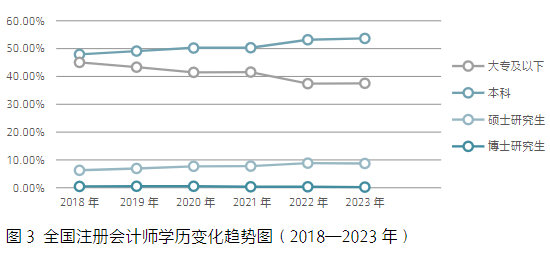 60.00%
50.00%
40.00%
30.00%
20.00%
10.00%
0.00%
2018 年 2019 年 2020 年 2021 年 2022 年 2023 年
大专及以下
本科
硕士研究生
博士研究生
图 3 全国注册会计师学历变化趋势图（2018—2023 年）